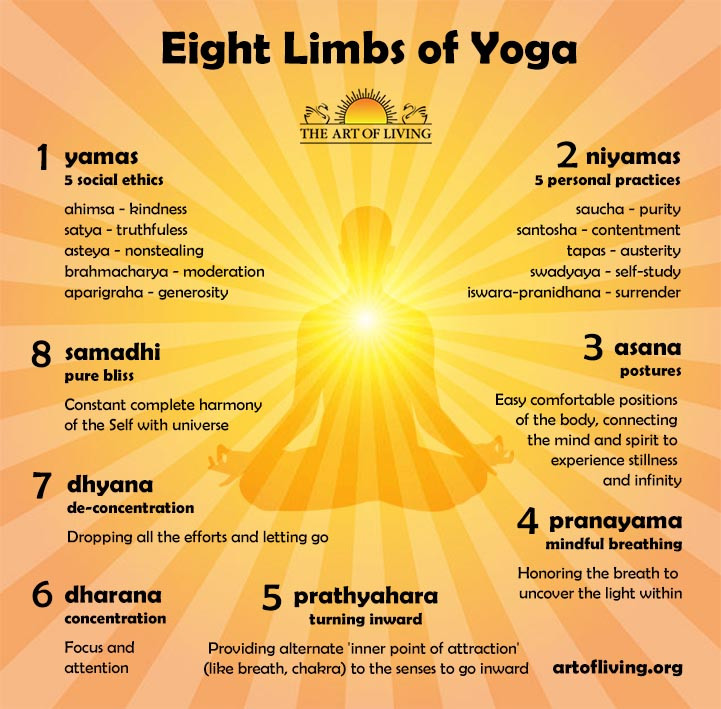 Eight Limbs of Yoga
THE ART OF LIVING
1 yamas
5 social ethics
ahimsa - kindness
satya - truthfuless
asteya - nonstealing
brahmacharya - moderation
aparigraha - generosity
2 niyamas
5 personal practices
saucha - purity
santosha - contentment
tapas - austerity
swadyaya - self-study
iswara-pranidhana - surrender
3 asana
postures
Easy comfortable positions
of the body, connecting
the mind and spirit to
experience stillness
and infinity
4 pranayama
mindful breathing
Honoring the breath to
uncover the light within
5 prathyahara
turning inward
Providing alternate 'inner point of attraction'
(like breath, chakra) to the senses to go inward
6 dharana
concentration
Focus and
attention
7 dhyana
de-concentration
Dropping all the efforts and letting go
8 samadhi
pure bliss
Constant complete harmony
of the Self with universe
artofliving.org